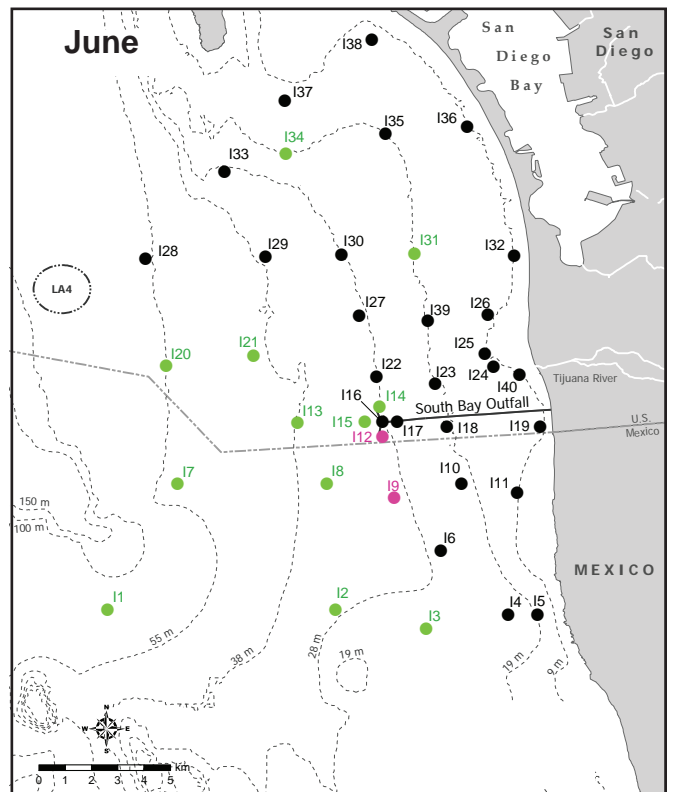 June
San
Diego
Bay
San
Diego
I38
I37
I36
I35
I34
I33
I32
I31
I30
I29
I28
LA4
I27
I26
I39
I25
I21
I20
I24
I22
I23
I40
Tijuana River
I14
I16
South Bay Outfall
I13
I15
I17
I18
I19
U.S.
Mexico
I12
I7
I8
I9
I10
I11
150 m
100 m
I6
MEXICO
I1
I2
I3
I4
I5
55 m
38 m
28 m
19 m
19 m
9 m
N
W E
S
km
0 1 2 3 4 5